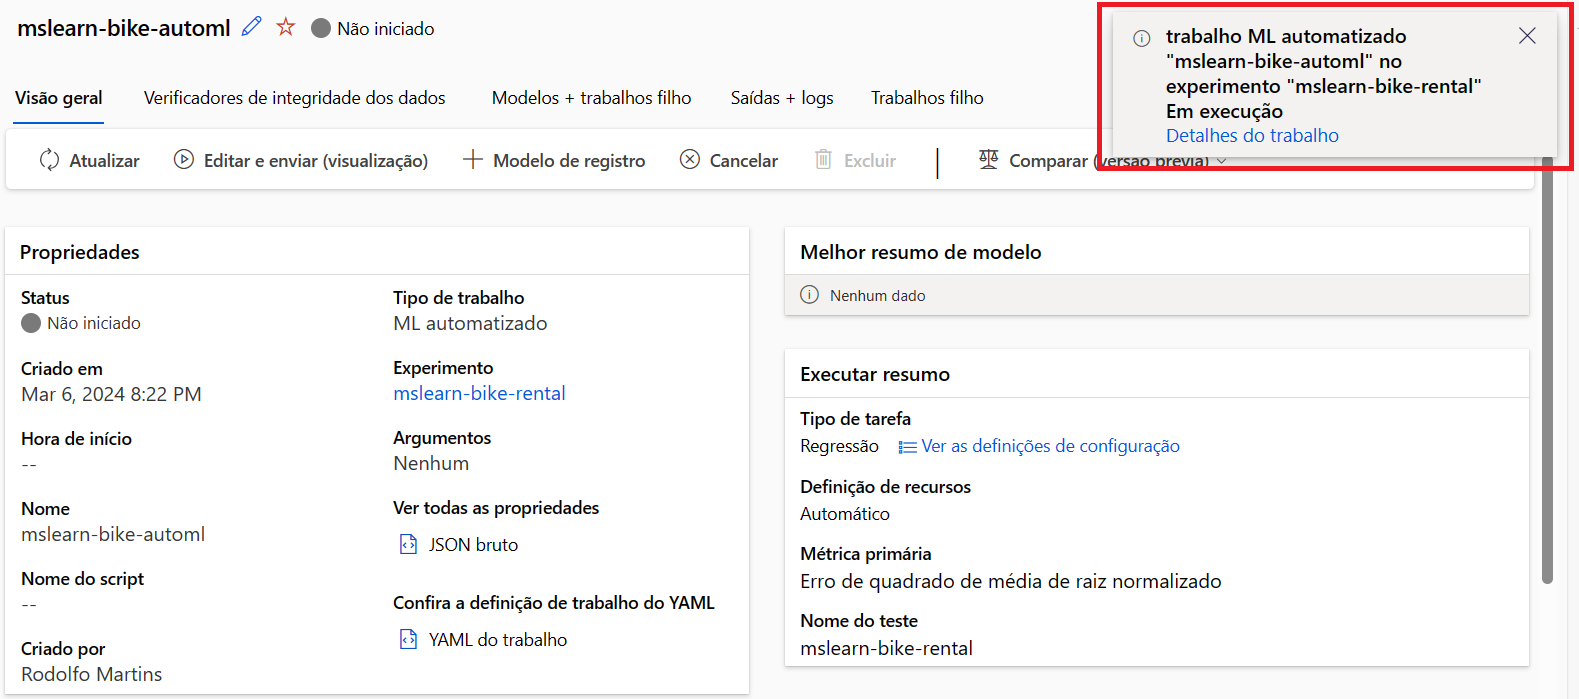 mslearn-bike-automl Não iniciado
trabalho ML automatizado
"mslearn-bike-automl" no
experimento "mslearn-bike-rental"
Em execução
Detalhes do trabalho
Visão geral Verificadores de integridade dos dados Modelos + trabalhos filho Saídas + logs Trabalhos filho
Atualizar Editar e enviar (visualização) Modelo de registro Cancelar Excluir Comparar (versão prévia)
Propriedades
Status
Não iniciado
Criado em
Mar 6, 2024 8:22 PM
Hora de início
--
Nome
mslearn-bike-automl
Nome do script
--
Criado por
Rodolfo Martins
Tipo de trabalho
ML automatizado
Experimento
mslearn-bike-rental
Argumentos
Nenhum
Ver todas as propriedades
JSON bruto
Confira a definição de trabalho do YAML
YAML do trabalho
Melhor resumo de modelo
Nenhum dado
Executar resumo
Tipo de tarefa
Regressão Ver as definições de configuração
Definição de recursos
Automático
Métrica primária
Erro de quadrado de média de raiz normalizado
Nome do teste
mslearn-bike-rental